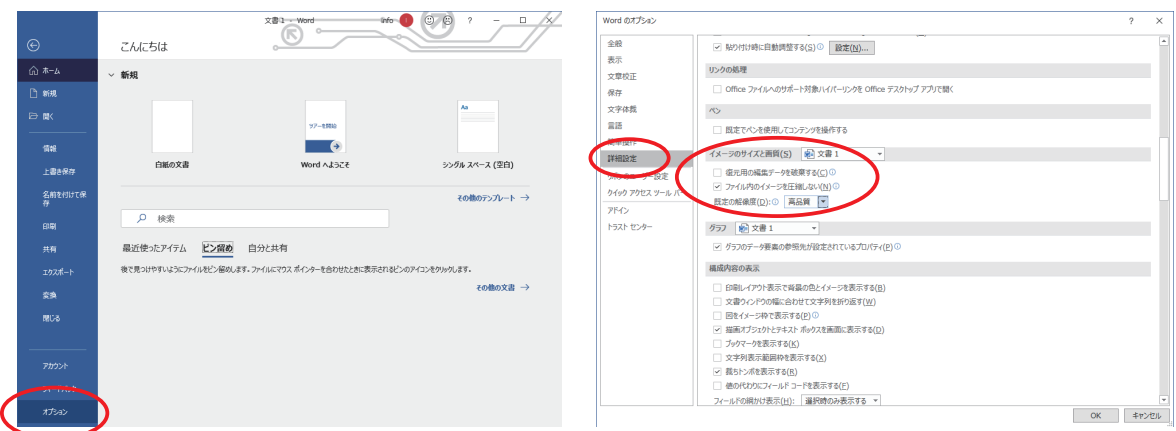 文書1 - Word
Info
?
こんにちは
ホーム
新規
開く
情報
上書き保存
名前を付けて保存
印刷
共有
エクスポート
変換
閉じる
アカウント
オプション
新規
ツアーを開始
Aa
白紙の文書
Word へようこそ
シングル スペース (空白)
その他のテンプレート →
検索
最近使ったアイテム ピン留め 自分と共有
後で見つけやすいようにファイルをピン留めします。ファイルにマウス ポインターを合わせたときに表示されるピンのアイコンをクリックします。
その他の文書 →
Word のオプション
?
全般
表示
文章校正
保存
文字体裁
言語
簡単操作
詳細設定
クイック アクセス ツール バー
アドイン
トラスト センター
貼り付け時に自動調整する(S) 設定(N)...
リンクの処理
Office ファイルへのサポート対象ハイパーリンクを Office デスクトップ アプリで開く
ペン
既定でペンを使用してコンテンツを操作する
イメージのサイズと画質(S) 文書 1
復元用の編集データを破棄する(C)
ファイル内のイメージを圧縮しない(N)
既定の解像度(D): 高品質
グラフ 文書 1
グラフのデータ要素の参照先が設定されているプロパティ(P)
構成内容の表示
印刷レイアウト表示で背景の色とイメージを表示する(B)
文書ウィンドウの幅に合わせて文字列を折り返す(W)
図をイメージ枠で表示する(P)
描画オブジェクトとテキスト ボックスを画面に表示する(D)
ブックマークを表示する(K)
文字列表示範囲枠を表示する(X)
裁ちトンボを表示する(R)
値の代わりにフィールド コードを表示する(F)
フィールドの網かけ表示(H): 選択時のみ表示する
OK キャンセル